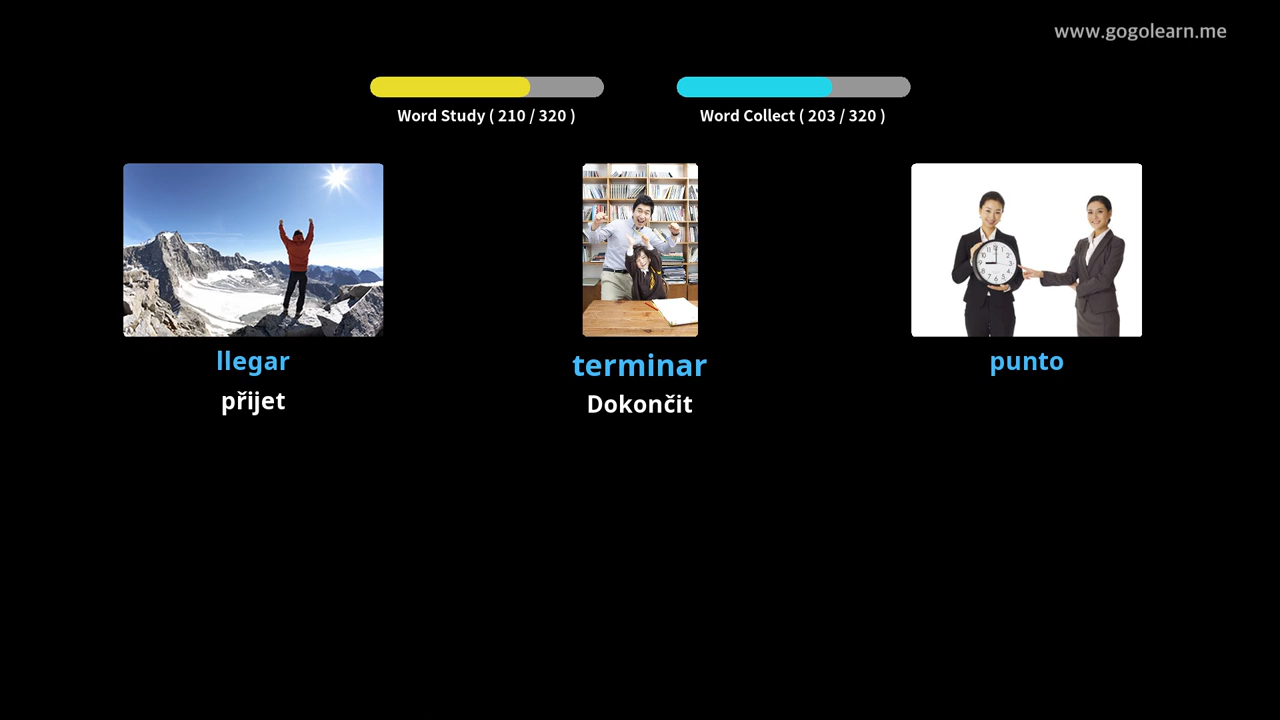 www.gogolearn.me
Word Study ( 210 / 320 )
Word Collect ( 203 / 320 )
llegar
přijet
terminar
Dokončit
punto